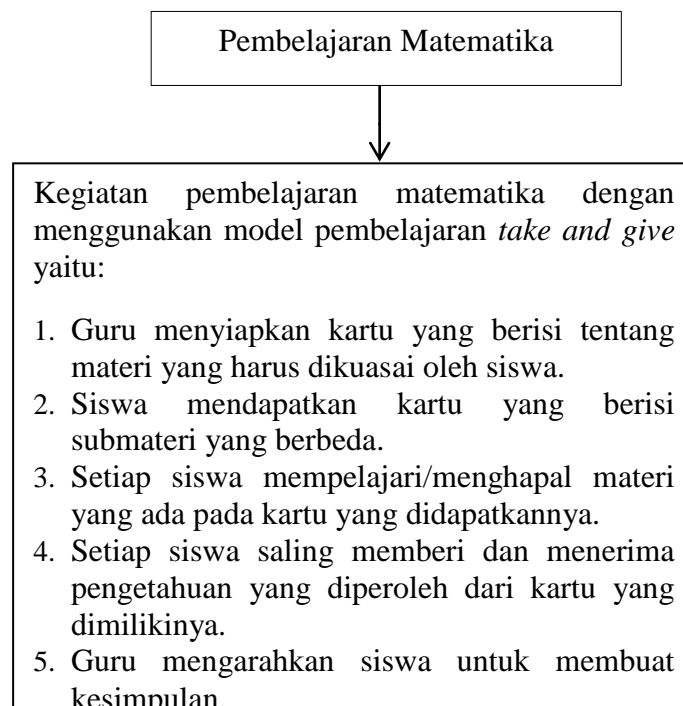 Pembelajaran Matematika
Kegiatan pembelajaran matematika dengan
menggunakan model pembelajaran take and give
yaitu:
1. Guru menyiapkan kartu yang berisi tentang
materi yang harus dikuasai oleh siswa.
2. Siswa mendapatkan kartu yang berisi
submateri yang berbeda.
3. Setiap siswa mempelajari/menghapal materi
yang ada pada kartu yang didapatkannya.
4. Setiap siswa saling memberi dan menerima
pengetahuan yang diperoleh dari kartu yang
dimilikinya.
5. Guru mengarahkan siswa untuk membuat
kesimpulan.